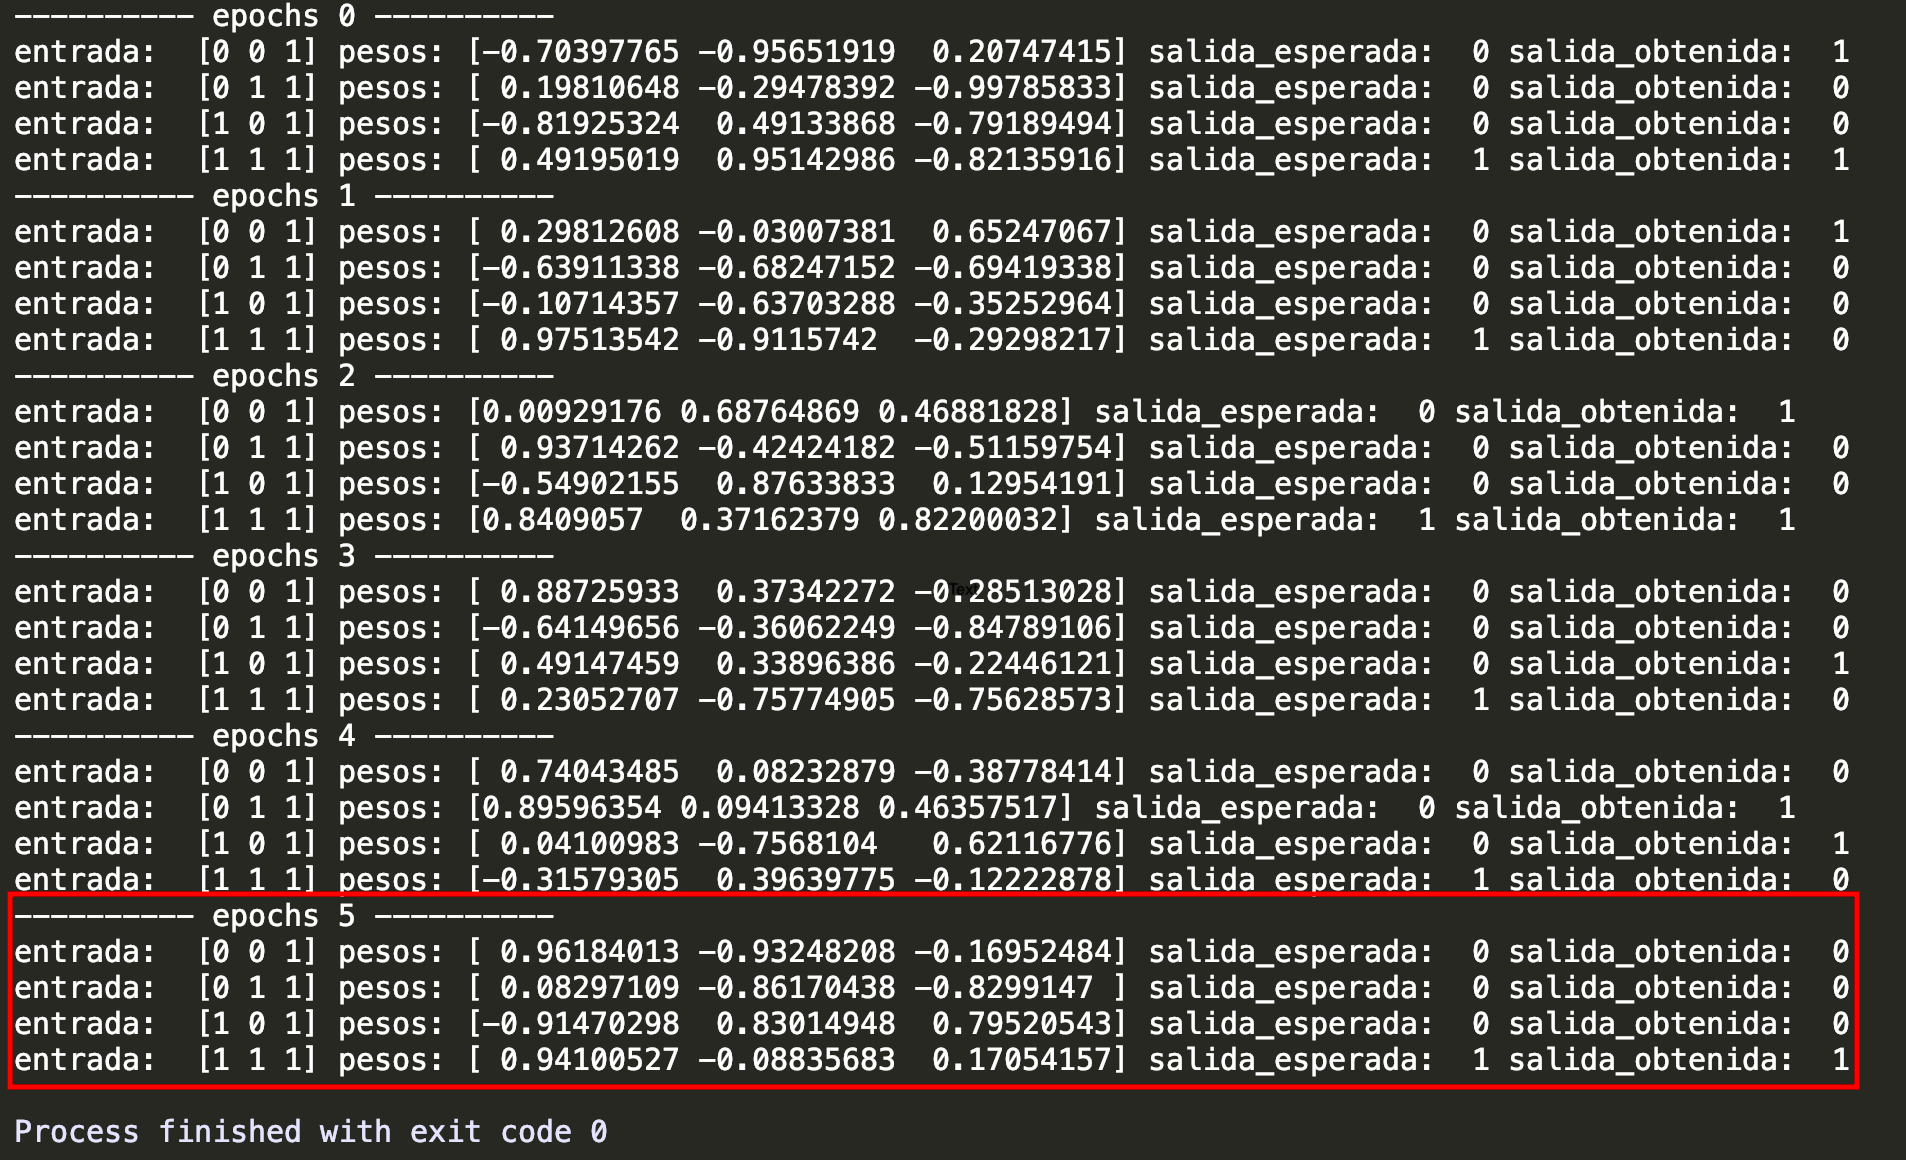 ---------- epochs 0 ----------
entrada:  [0 0 1] pesos: [-0.70397765 -0.95651919  0.20747415] salida_esperada:  0 salida_obtenida:  1
entrada:  [0 1 1] pesos: [ 0.19810648 -0.29478392 -0.99785833] salida_esperada:  0 salida_obtenida:  0
entrada:  [1 0 1] pesos: [-0.81925324  0.49133868 -0.79189494] salida_esperada:  0 salida_obtenida:  0
entrada:  [1 1 1] pesos: [ 0.49195019  0.95142986 -0.82135916] salida_esperada:  1 salida_obtenida:  1
---------- epochs 1 ----------
entrada:  [0 0 1] pesos: [ 0.29812608 -0.03007381  0.65247067] salida_esperada:  0 salida_obtenida:  1
entrada:  [0 1 1] pesos: [-0.63911338 -0.68247152 -0.69419338] salida_esperada:  0 salida_obtenida:  0
entrada:  [1 0 1] pesos: [-0.10714357 -0.63703288 -0.35252964] salida_esperada:  0 salida_obtenida:  0
entrada:  [1 1 1] pesos: [ 0.97513542 -0.9115742  -0.29298217] salida_esperada:  1 salida_obtenida:  0
---------- epochs 2 ----------
entrada:  [0 0 1] pesos: [0.00929176 0.68764869 0.46881828] salida_esperada:  0 salida_obtenida:  1
entrada:  [0 1 1] pesos: [ 0.93714262 -0.42424182 -0.51159754] salida_esperada:  0 salida_obtenida:  0
entrada:  [1 0 1] pesos: [-0.54902155  0.87633833  0.12954191] salida_esperada:  0 salida_obtenida:  0
entrada:  [1 1 1] pesos: [0.8409057  0.37162379 0.82200032] salida_esperada:  1 salida_obtenida:  1
---------- epochs 3 ----------
entrada:  [0 0 1] pesos: [ 0.88725933  0.37342272 -0.28513028] salida_esperada:  0 salida_obtenida:  0
entrada:  [0 1 1] pesos: [-0.64149656 -0.36062249 -0.84789106] salida_esperada:  0 salida_obtenida:  0
entrada:  [1 0 1] pesos: [ 0.49147459  0.33896386 -0.22446121] salida_esperada:  0 salida_obtenida:  1
entrada:  [1 1 1] pesos: [ 0.23052707 -0.75774905 -0.75628573] salida_esperada:  1 salida_obtenida:  0
---------- epochs 4 ----------
entrada:  [0 0 1] pesos: [ 0.74043485  0.08232879 -0.38778414] salida_esperada:  0 salida_obtenida:  0
entrada:  [0 1 1] pesos: [0.89596354 0.09413328 0.46357517] salida_esperada:  0 salida_obtenida:  1
entrada:  [1 0 1] pesos: [ 0.04100983 -0.7568104   0.62116776] salida_esperada:  0 salida_obtenida:  1
entrada:  [1 1 1] pesos: [-0.31579305  0.39639775 -0.12222878] salida_esperada:  1 salida_obtenida:  0
---------- epochs 5 ----------
entrada:  [0 0 1] pesos: [ 0.96184013 -0.93248208 -0.16952484] salida_esperada:  0 salida_obtenida:  0
entrada:  [0 1 1] pesos: [ 0.08297109 -0.86170438 -0.8299147 ] salida_esperada:  0 salida_obtenida:  0
entrada:  [1 0 1] pesos: [-0.91470298  0.83014948  0.79520543] salida_esperada:  0 salida_obtenida:  0
entrada:  [1 1 1] pesos: [ 0.94100527 -0.08835683  0.17054157] salida_esperada:  1 salida_obtenida:  1
Process finished with exit code 0